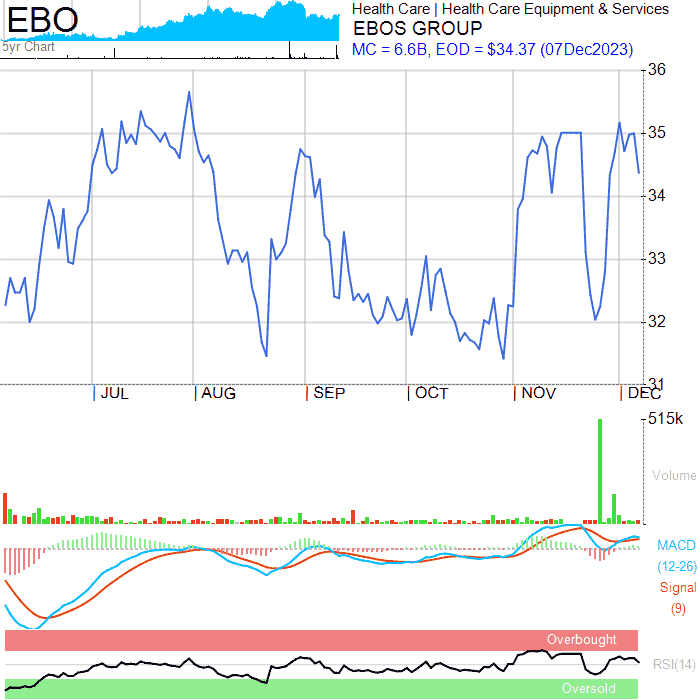 EBO
5yr Chart
Health Care | Health Care Equipment & Services
EBOS GROUP
MC = 6.6B, EOD = $34.37 (07Dec2023)
36
35
34
33
32
31
JUL AUG SEP OCT NOV DEC
515k
Volume
MACD
(12-26)
Signal
(9)
Overbought
RSI(14)
Oversold